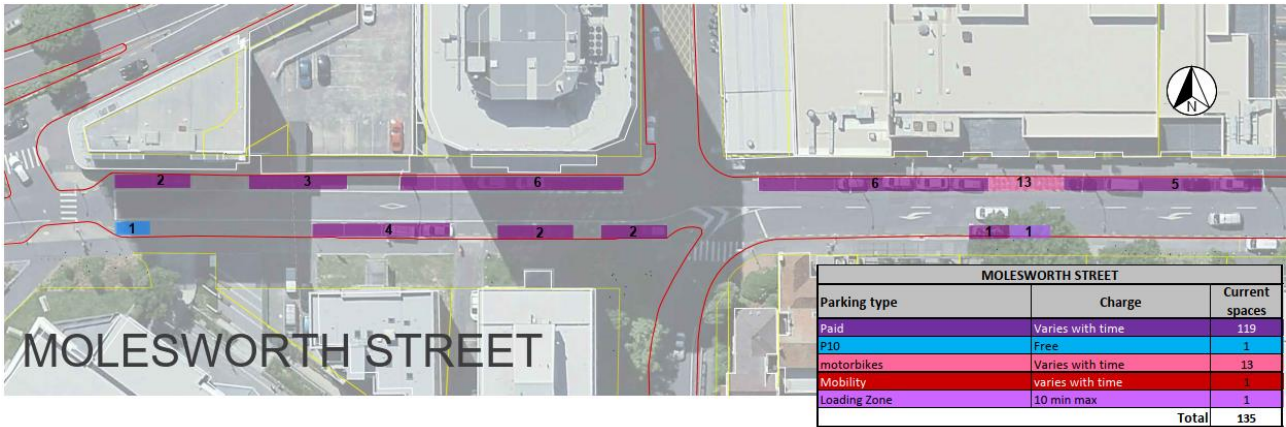 N
2 3 6 6 13 5
1 4 2 2 1 1
MOLESWORTH STREET
MOLESWORTH STREET
Parking type Charge Current spaces
Paid Varies with time 119
P10 Free 1
motorbikes Varies with time 13
Mobility varies with time 1
Loading Zone 10 min max 1
Total 135